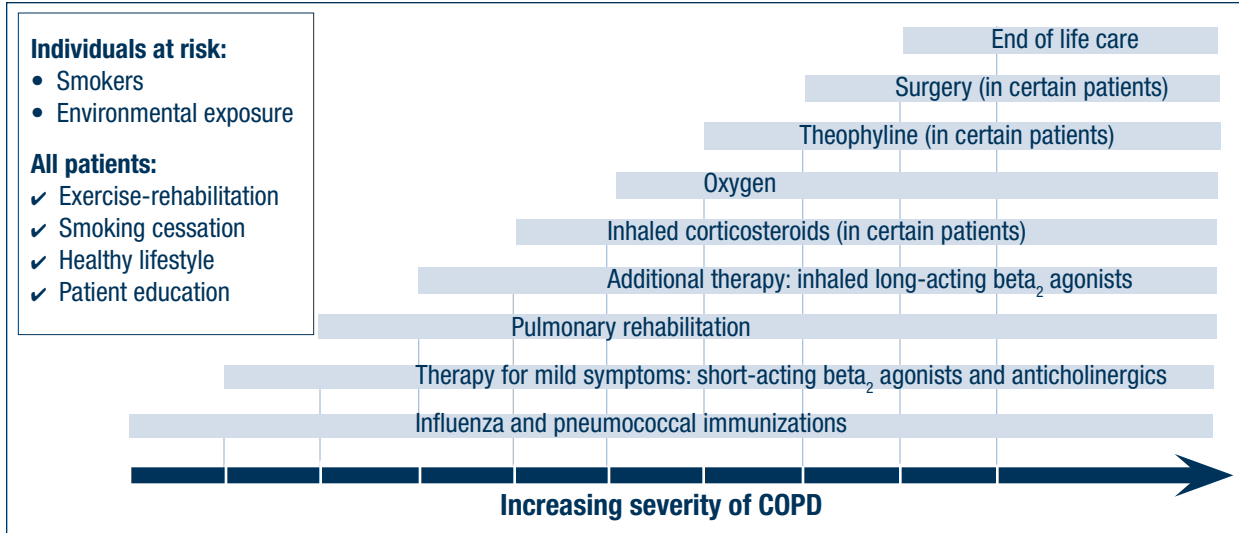 Individuals at risk:
• Smokers
• Environmental exposure
All patients:
✔ Exercise-rehabilitation
✔ Smoking cessation
✔ Healthy lifestyle
✔ Patient education
End of life care
Surgery (in certain patients)
Theophyline (in certain patients)
Oxygen
Inhaled corticosteroids (in certain patients)
Additional therapy: inhaled long-acting beta₂ agonists
Pulmonary rehabilitation
Therapy for mild symptoms: short-acting beta₂ agonists and anticholinergics
Influenza and pneumococcal immunizations
Increasing severity of COPD